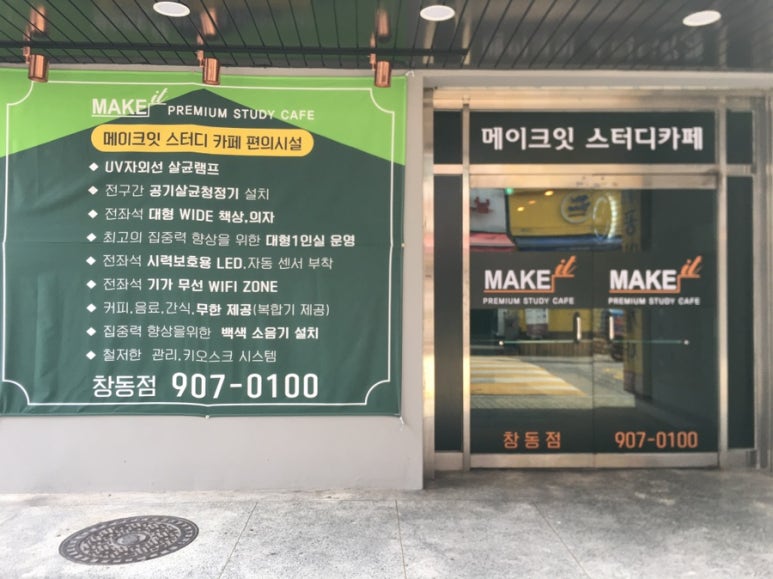 MAKE it PREMIUM STUDY CAFE
메이크잇 스터디 카페 편의시설
◆ UV자외선 살균램프
◆ 전구간 공기살균청정기 설치
◆ 전좌석 대형 WIDE 책상,의자
◆ 최고의 집중력 향상을 위한 대형1인실 운영
◆ 전좌석 시력보호용 LED.자동 센서 부착
◆ 전좌석 기가 무선 WIFI ZONE
◆ 커피,음료,간식,무한 제공(복합기 제공)
◆ 집중력 향상을위한 백색 소음기 설치
◆ 철저한 관리,키오스크 시스템
창동점 907-0100
메이크잇 스터디카페
MAKE it
PREMIUM STUDY CAFE
MAKE it
PREMIUM STUDY CAFE
창동점
907-0100